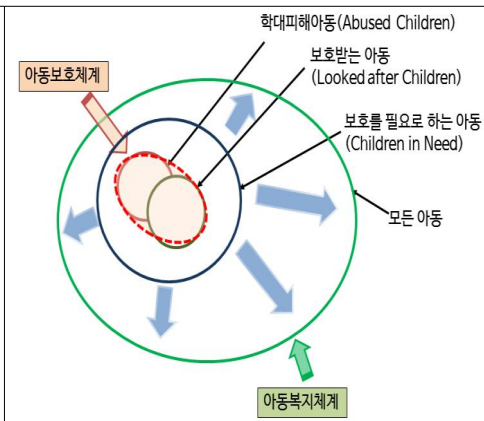 학대피해아동(Abused Children)
보호받는 아동
(Looked after Children)
아동보호체계
보호를 필요로 하는 아동
(Children in Need)
모든 아동
아동복지체계